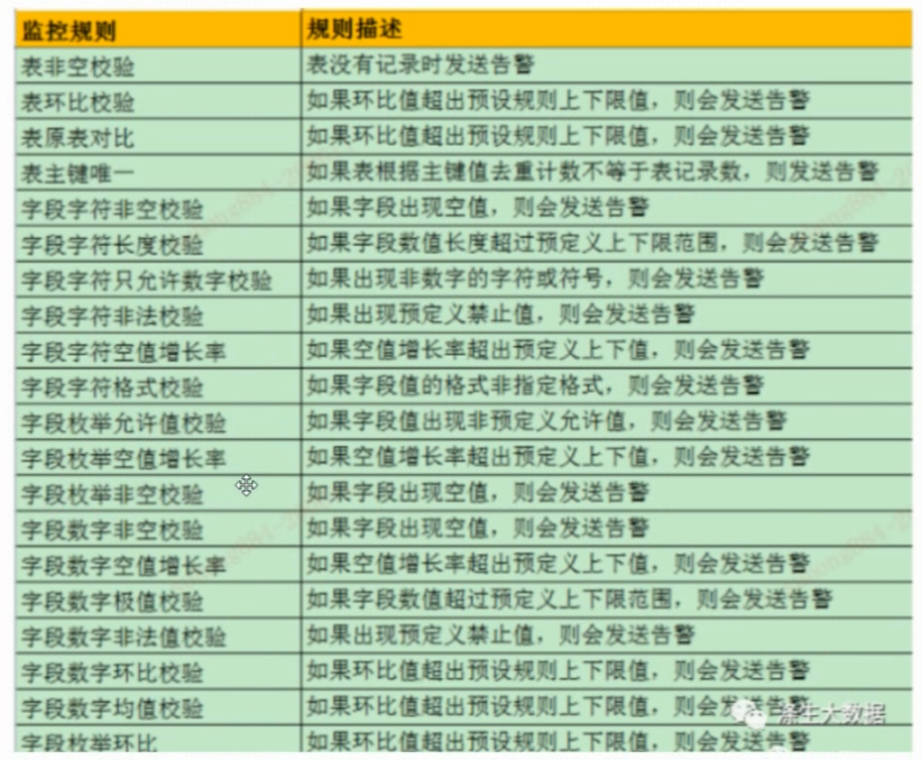 监控规则 规则描述
表非空校验 表没有记录时发送告警
表环比校验 如果环比值超出预设规则上下限值，则会发送告警
表原表对比 如果环比值超出预设规则上下限值，则会发送告警
表主键唯一 如果表根据主键值去重计数不等于表记录数，则发送告警
字段字符非空校验 如果字段出现空值，则会发送告警
字段字符长度校验 如果字段数值长度超过预定义上下限范围，则会发送告警
字段字符只允许数字校验 如果出现非数字的字符或符号，则会发送告警
字段字符非法校验 如果出现预定义禁止值，则会发送告警
字段字符空值增长率 如果空值增长率超出预定义上下值，则会发送告警
字段字符格式校验 如果字段值的格式非指定格式，则会发送告警
字段枚举允许值校验 如果字段值出现非预定义允许值，则会发送告警
字段枚举空值增长率 如果空值增长率超出预定义上下值，则会发送告警
字段枚举非空校验 如果字段出现空值，则会发送告警
字段数字非空校验 如果字段出现空值，则会发送告警
字段数字空值增长率 如果空值增长率超出预定义上下值，则会发送告警
字段数字极值校验 如果字段数值超过预定义上下限范围，则会发送告警
字段数字非法值校验 如果出现预定义禁止值，则会发送告警
字段数字环比校验 如果环比值超出预设规则上下限值，则会发送告警
字段数字均值校验 如果环比值超出预设规则上下限值，则会发送告警
涤生大数据
字段枚举环比 如果环比值超出预设规则上下限值，则会发送告警